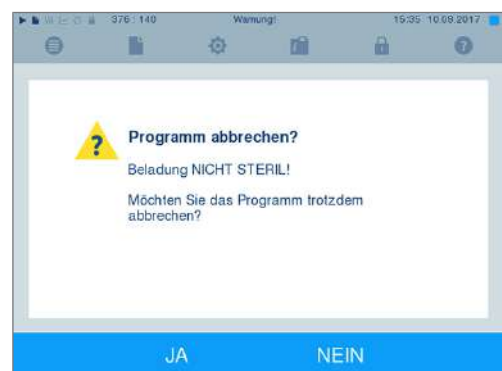 376 : 140 Warnung! 15:35 10.08.2017
Programm abbrechen?
Beladung NICHT STERIL!
Möchten Sie das Programm trotzdem
abbrechen?
JA NEIN